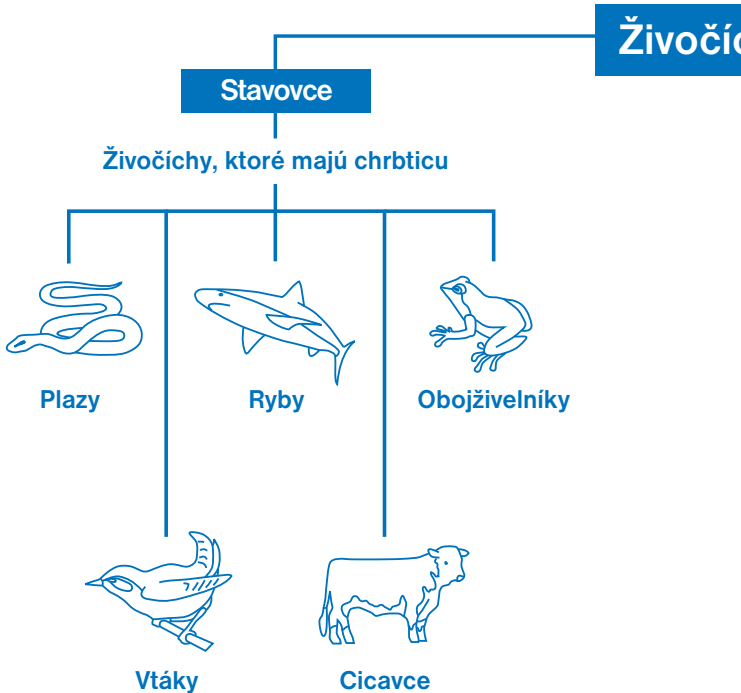 Stavovce
Živočíchy, ktoré majú chrbticu
Plazy
Ryby
Obojživelníky
Vtáky
Cicavce